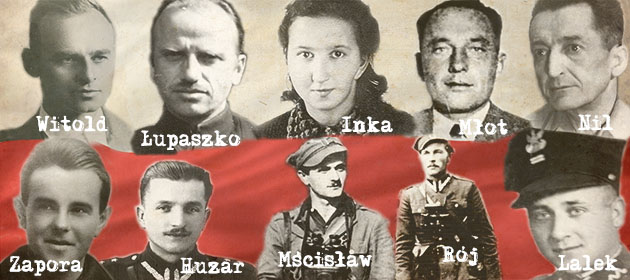 Witold
Łupaszko
Inka
Młot
Nil
Zapora
Huzar
Mścisław
Rój
Lalek